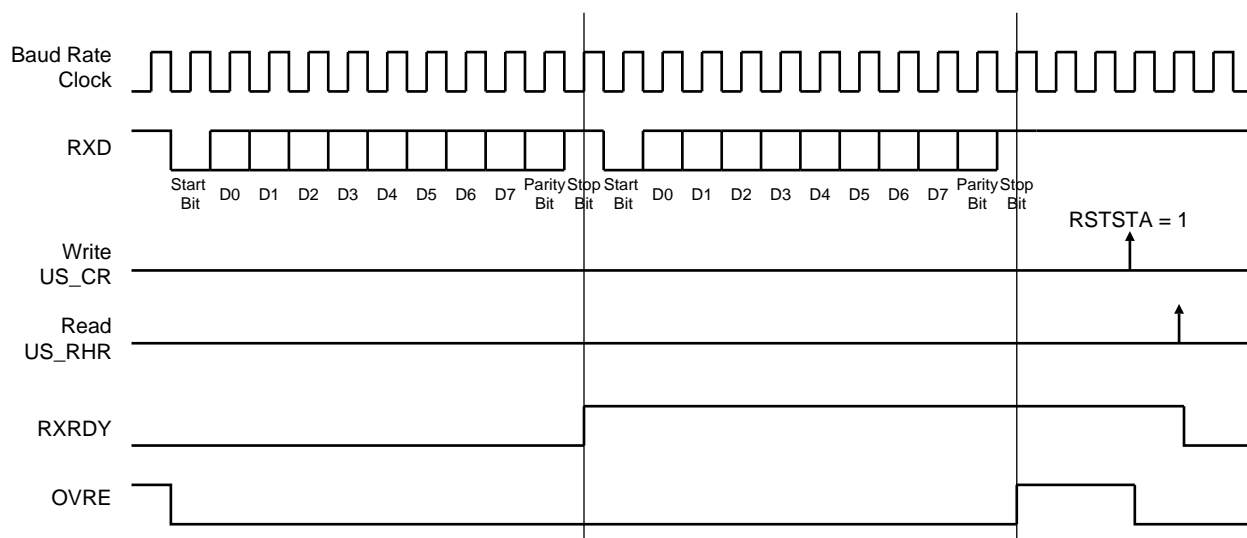 Baud Rate
Clock
RXD
Start
Bit
D0
D1
D2
D3
D4
D5
D6
D7
Parity
Bit
Stop
Bit
Start
Bit
D0
D1
D2
D3
D4
D5
D6
D7
Parity
Bit
Stop
Bit
RSTSTA = 1
Write
US_CR
Read
US_RHR
RXRDY
OVRE